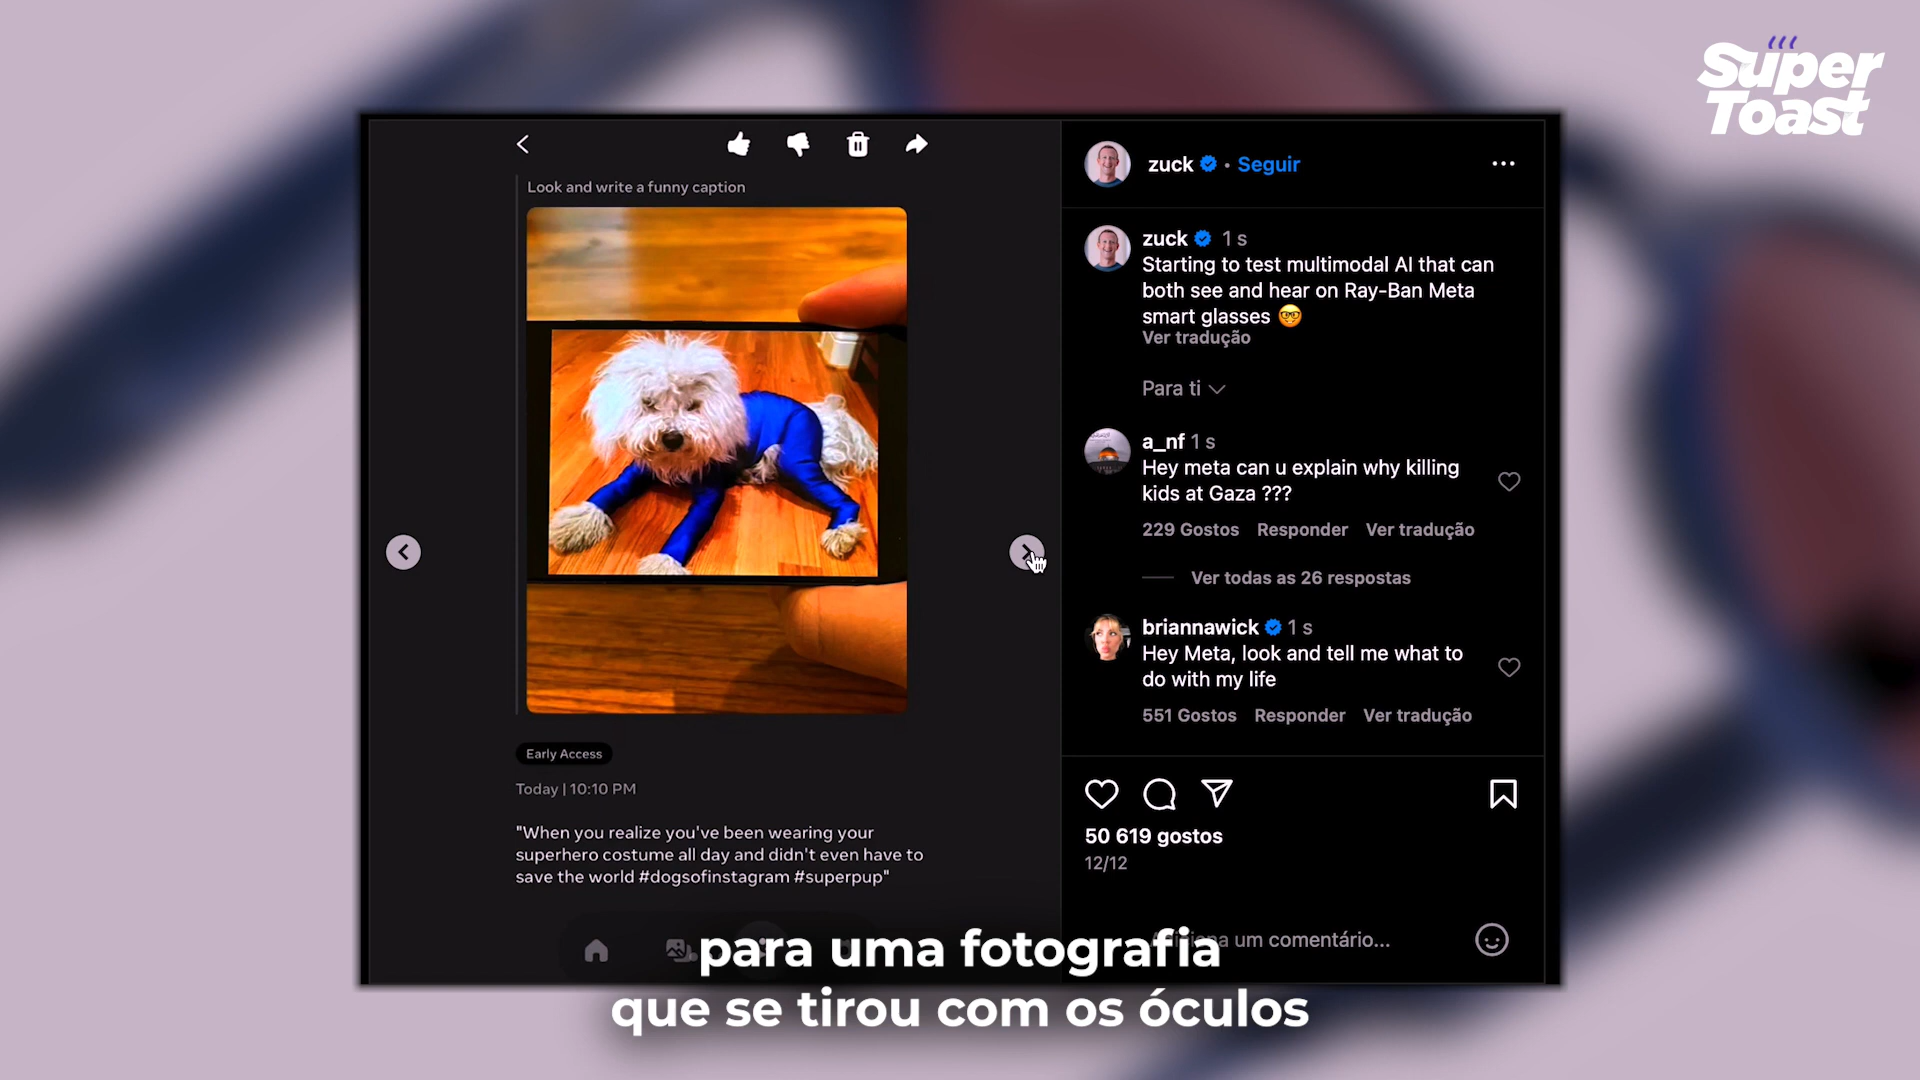 Super
Toast
Look and write a funny caption
Early Access
Today | 10:10 PM
"When you realize you've been wearing your
superhero costume all day and didn't even have to
save the world #dogsofinstagram #superpup"
zuck • Seguir
zuck 1 s
Starting to test multimodal AI that can
both see and hear on Ray-Ban Meta
smart glasses 🤓
Ver tradução
Para ti
a_nf 1 s
Hey meta can u explain why killing
kids at Gaza ???
229 Gostos Responder Ver tradução
Ver todas as 26 respostas
briannawick 1 s
Hey Meta, look and tell me what to
do with my life
551 Gostos Responder Ver tradução
50 619 gostos
12/12
um comentário...
para uma fotografia
que se tirou com os óculos